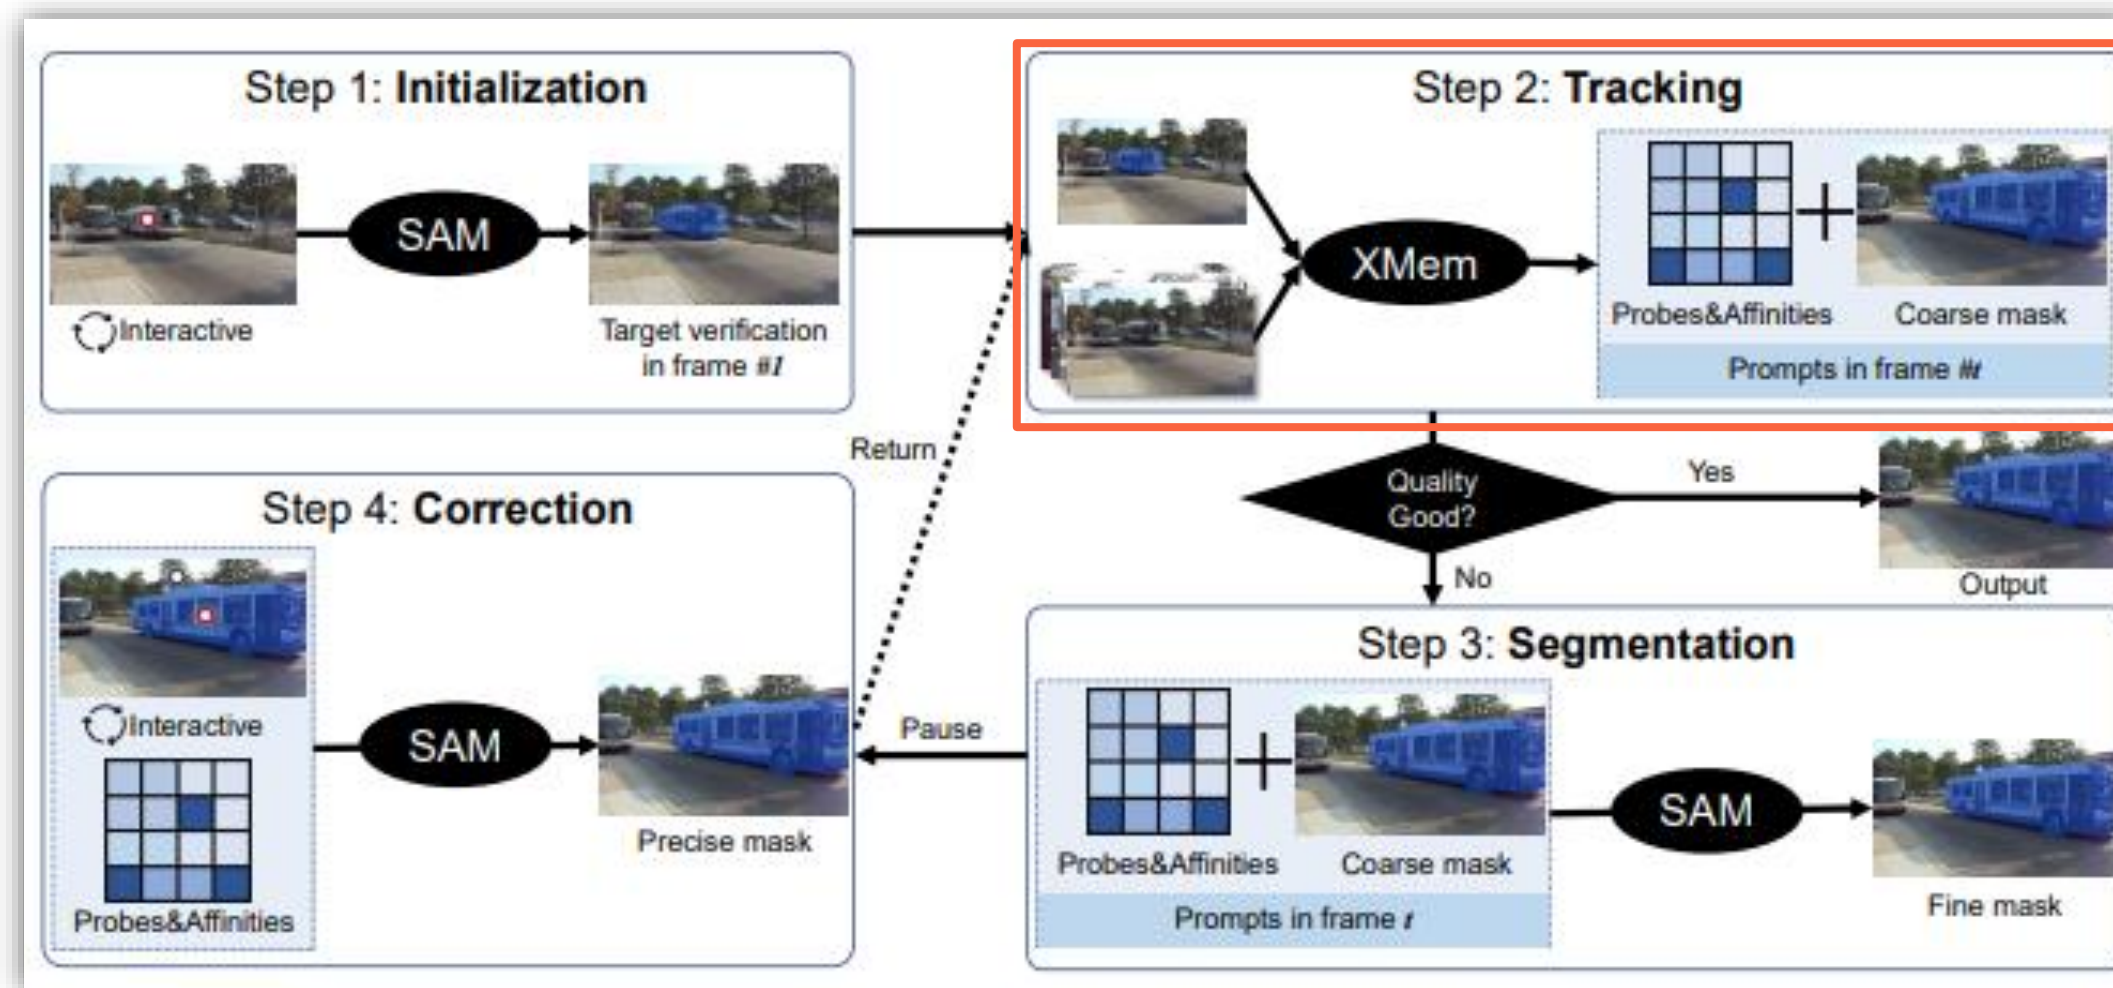 Step 1: Initialization
SAM
Interactive
Target verification
in frame #1
Step 2: Tracking
XMem
Probes&Affinities
Coarse mask
Prompts in frame #t
Return
Quality
Good?
Yes
No
Output
Step 4: Correction
Interactive
SAM
Precise mask
Probes&Affinities
Pause
Step 3: Segmentation
SAM
Probes&Affinities
Coarse mask
Fine mask
Prompts in frame t